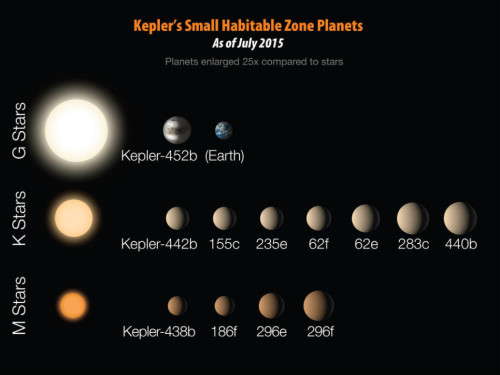 Kepler's Small Habitable Zone Planets
As of July 2015
Planets enlarged 25x compared to stars
G Stars
Kepler-452b (Earth)
K Stars
Kepler-442b 155c 235e 62f 62e 283c 440b
M Stars
Kepler-438b 186f 296e 296f